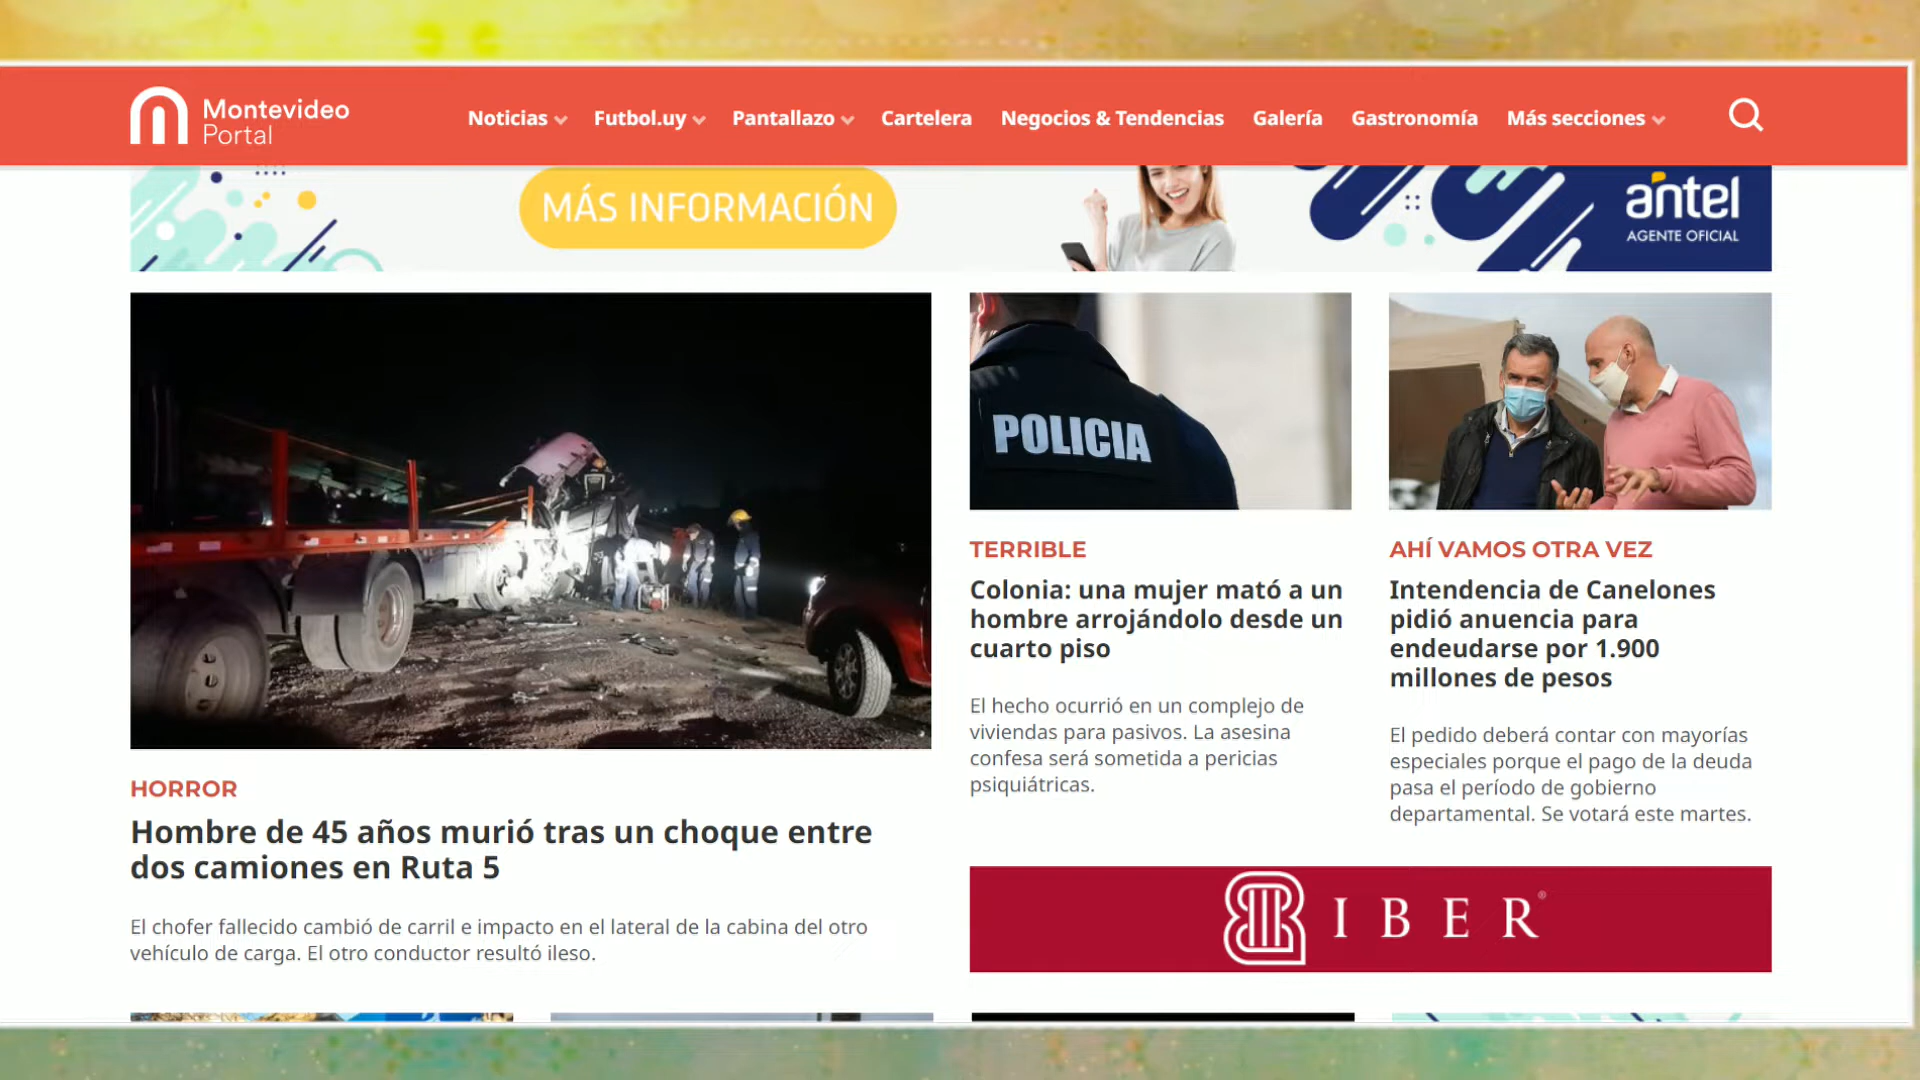 Montevideo
Portal
Noticias
Futbol.uy
Pantallazo
Cartelera
Negocios & Tendencias
Galería
Gastronomía
Más secciones
MÁS INFORMACIÓN
antel
AGENTE OFICIAL
HORROR
Hombre de 45 años murió tras un choque entre
dos camiones en Ruta 5
El chofer fallecido cambió de carril e impacto en el lateral de la cabina del otro
vehículo de carga. El otro conductor resultó ileso.
POLICIA
TERRIBLE
Colonia: una mujer mató a un
hombre arrojándolo desde un
cuarto piso
El hecho ocurrió en un complejo de
viviendas para pasivos. La asesina
confesa será sometida a pericias
psiquiátricas.
AHÍ VAMOS OTRA VEZ
Intendencia de Canelones
pidió anuencia para
endeudarse por 1.900
millones de pesos
El pedido deberá contar con mayorías
especiales porque el pago de la deuda
pasa el período de gobierno
departamental. Se votará este martes.
IBER®